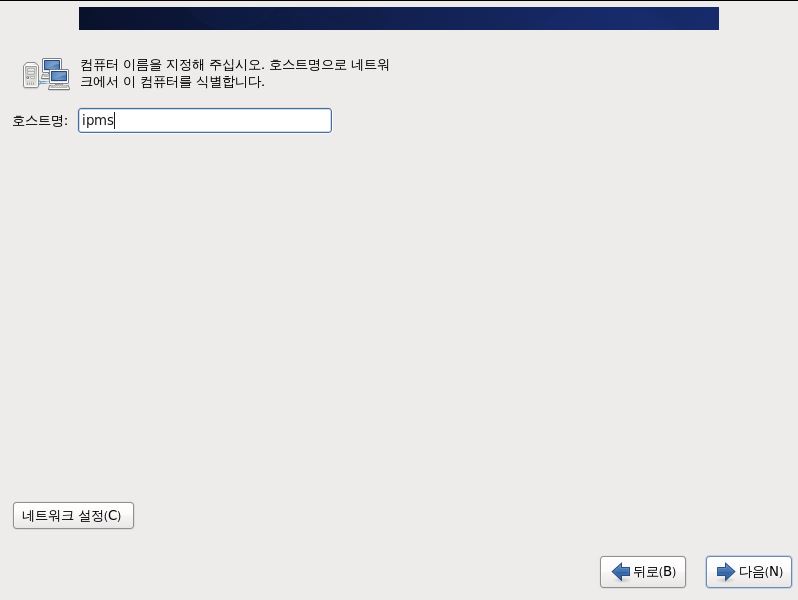 컴퓨터 이름을 지정해 주십시오. 호스트명으로 네트워
크에서 이 컴퓨터를 식별합니다.
호스트명: ipms
네트워크 설정(C)
뒤로(B) 다음(N)